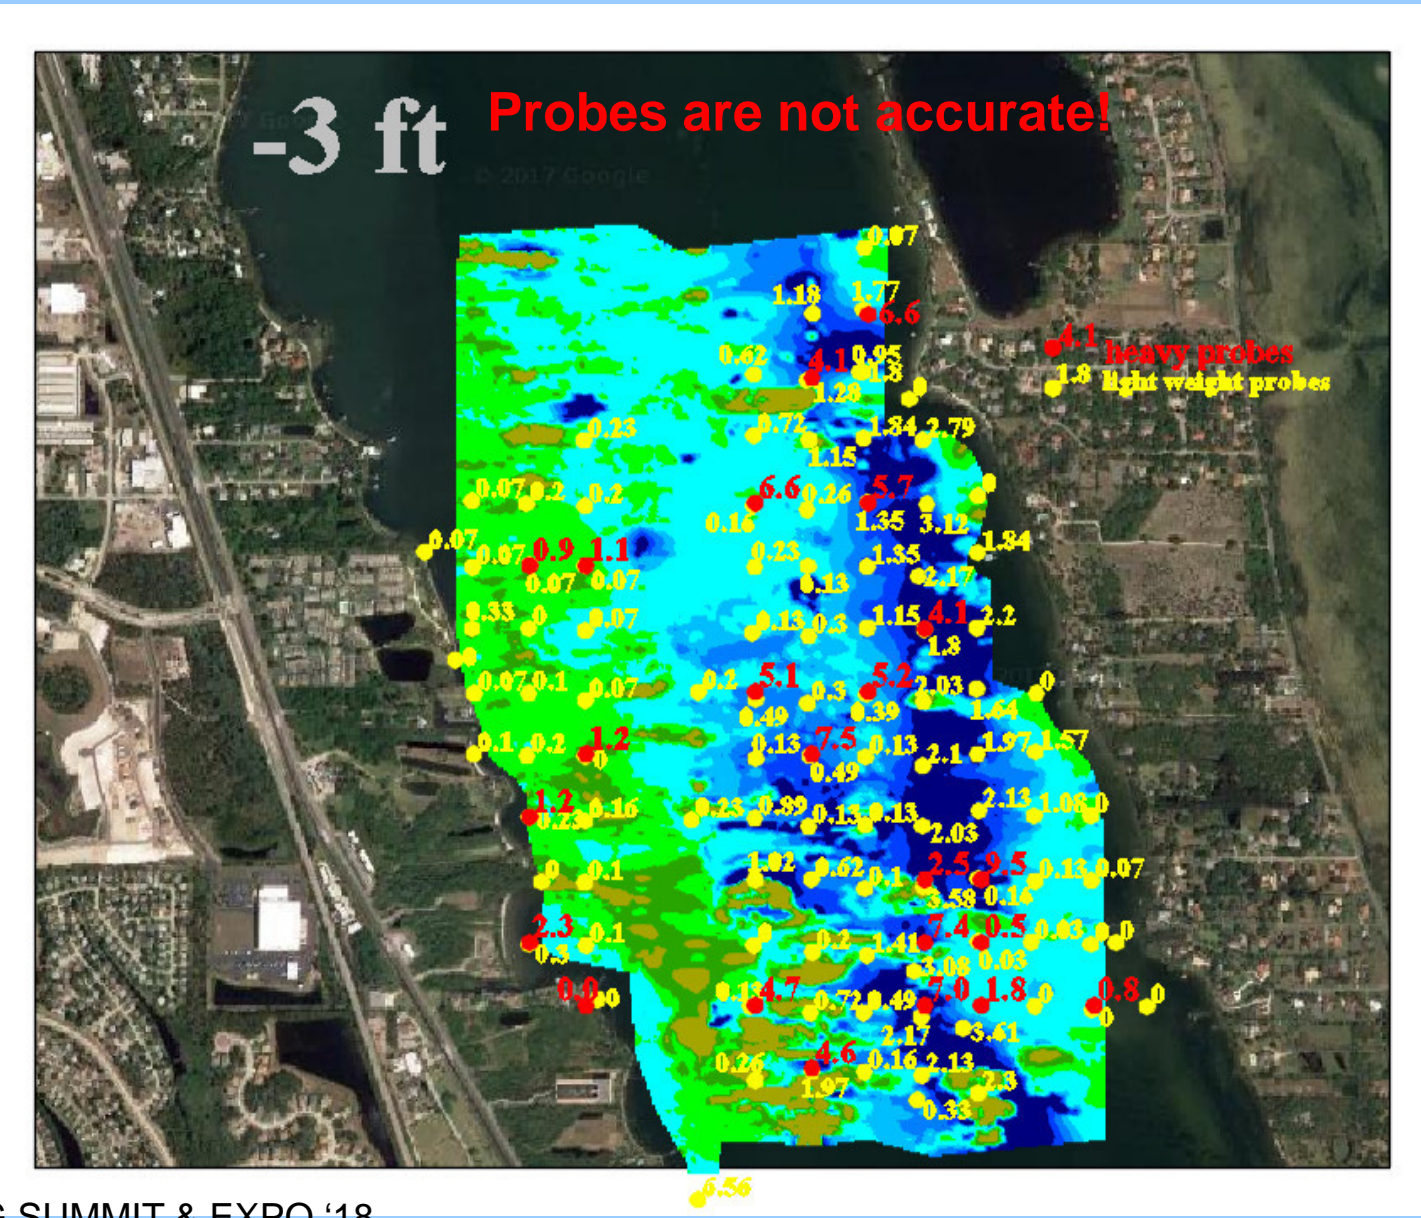 Probes are not accurate!
-3 ft
© 2017 Google
0.07
1.18 1.77
6.6
0.62 4.1 0.95
1.8
1.28 0
0.72 1.84 2.79
0.23
1.15
4.1 heavy probes
1.8 light weight probes
0.07 0.2 0.2 6.6 0.26 5.7 0
0.16 1.35 3.12
0.07 0.07 0.9 1.1 0.23 1.35 1.84
0.07 0.07 0.13 2.17
0.33 0 0.07 0.13 0.3 1.15 4.1 2.2
1.8
0.07 0.1 0.07 0.2 5.1 0.3 5.2 2.03 0
0.49 0.39 1.64
0.1 0.2 1.2 0.13 7.5 0.13 2.1 1.97 1.57
0 0.49
1.2 0.16 0.23 0.89 0.13 0.13 2.13 1.08 0
0.23 2.03
0 0.1 1.02 0.62 0.1 2.5 9.5 0.13 0.07
3.58 0.16
2.3 0.1 0 0.2 1.41 7.4 0.5 0.03 0 0
0.3 3.08 0.03
0.0 0 0.13 4.7 0.72 0.49 7.0 1.8 0 0.8 0
2.17 3.61 0
0.26 4.6 0.16 2.13 2.3
1.97 0.33
6.56
SUMMIT & EXPO ‘18